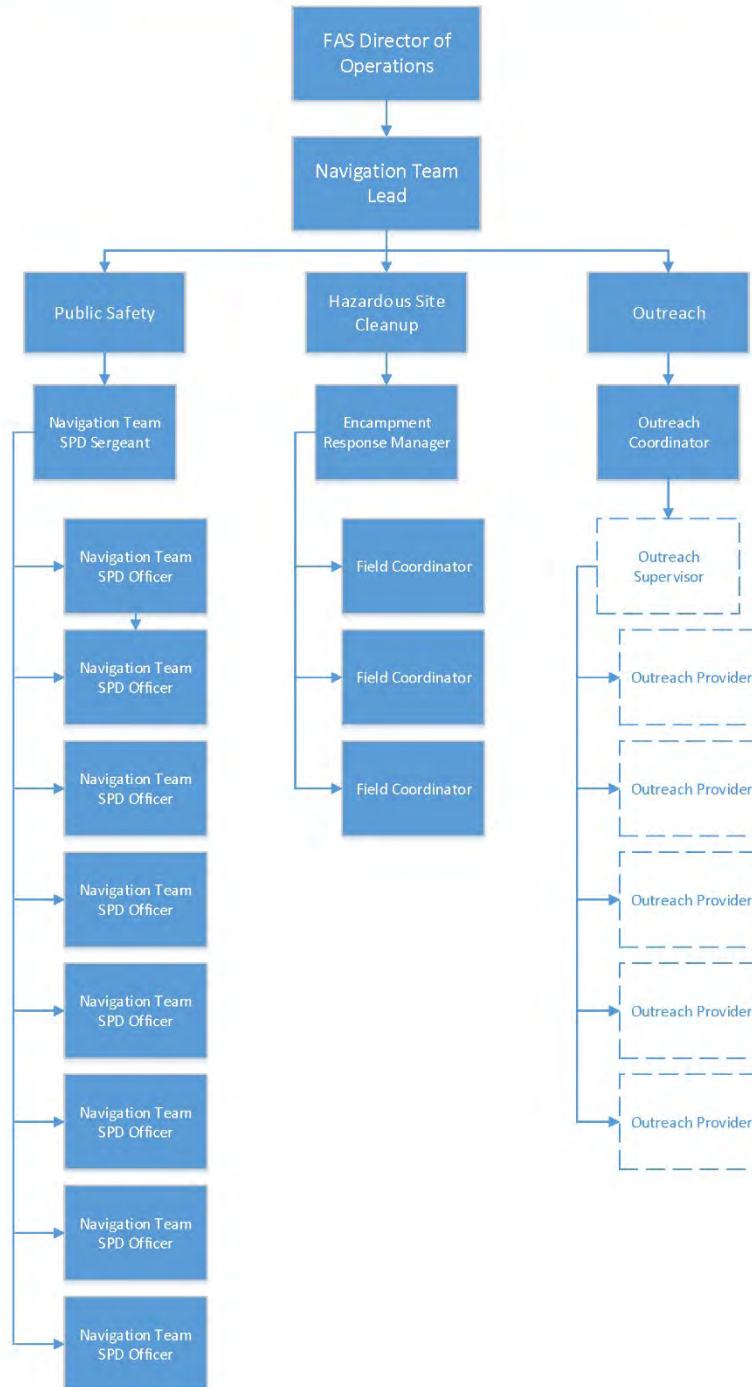 FAS Director of
Operations
Navigation Team
Lead
Public Safety
Hazardous Site
Cleanup
Outreach
Navigation Team
SPD Sergeant
Encampment
Response Manager
Outreach
Coordinator
Navigation Team
SPD Officer
Field Coordinator
Outreach
Supervisor
Navigation Team
SPD Officer
Field Coordinator
Outreach Provider
Navigation Team
SPD Officer
Field Coordinator
Outreach Provider
Navigation Team
SPD Officer
Outreach Provider
Navigation Team
SPD Officer
Outreach Provider
Navigation Team
SPD Officer
Outreach Provider
Navigation Team
SPD Officer
Navigation Team
SPD Officer